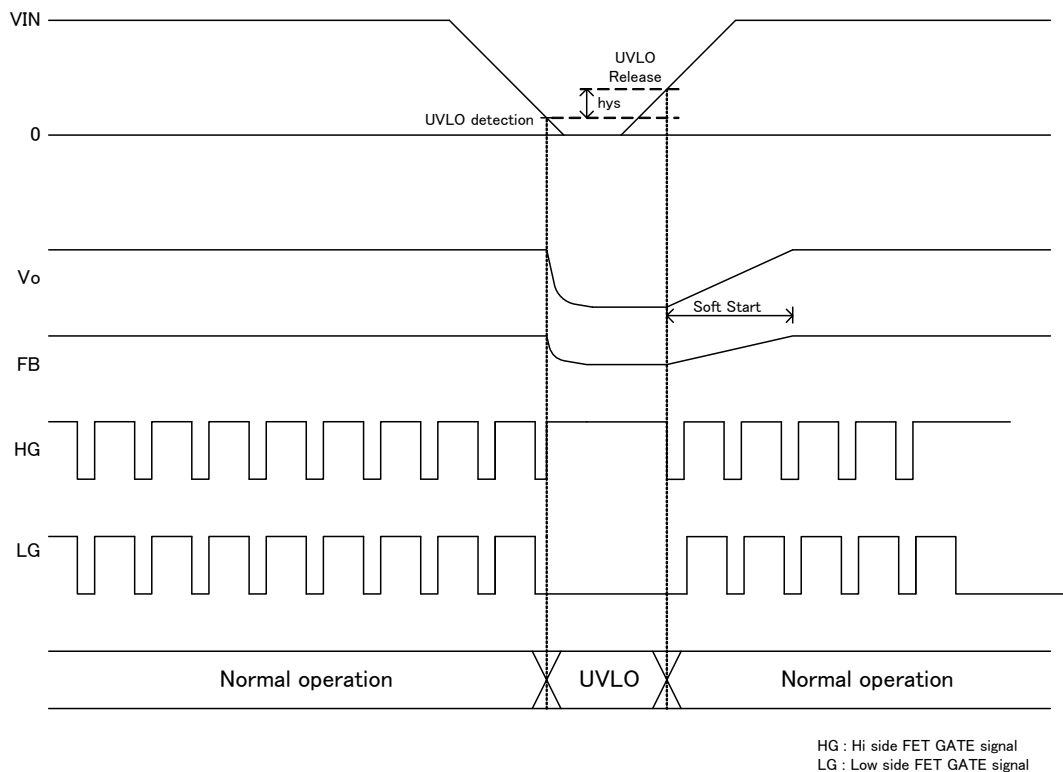 VIN
UVLO
Release
hys
UVLO detection
0
Vo
Soft Start
FB
HG
LG
Normal operation
UVLO
Normal operation
HG : Hi side FET GATE signal
LG : Low side FET GATE signal